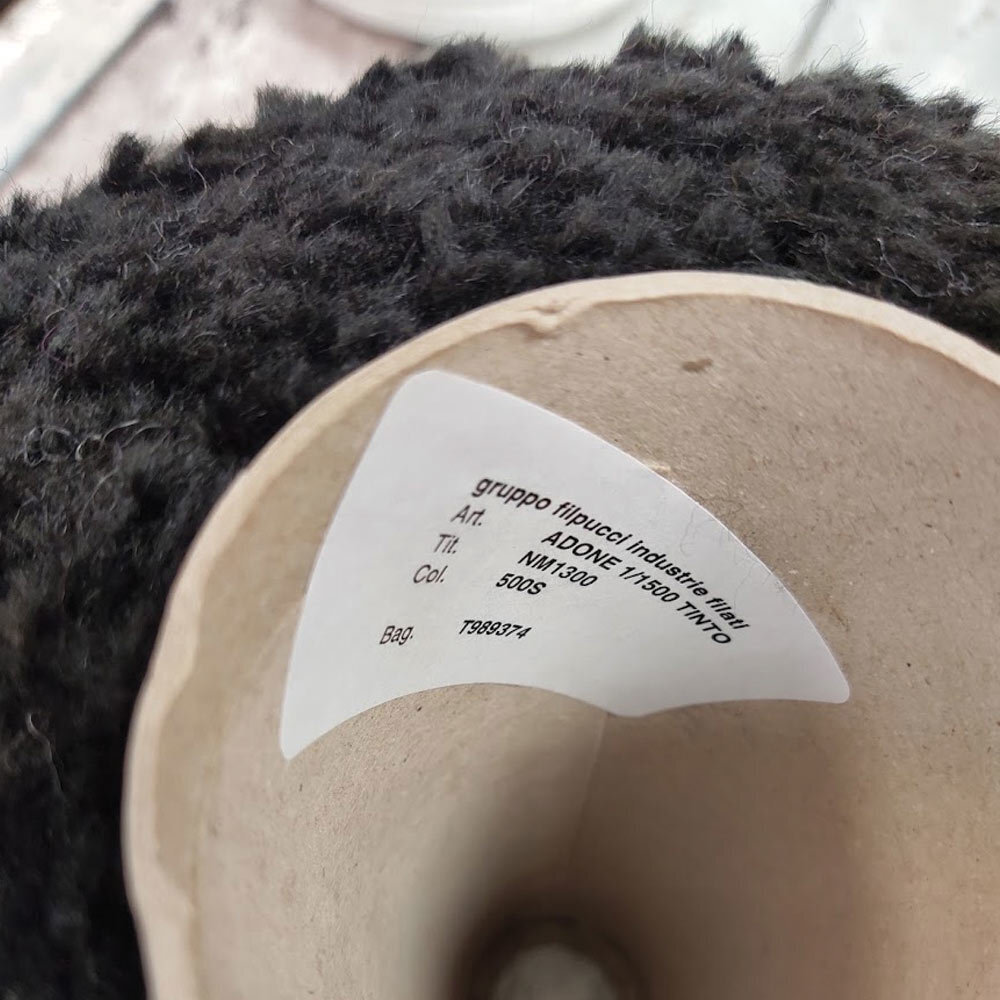 gruppo filpucci industrie filati
Art. ADONE 1/1500 TINTO
Tit. NM1300
Col. 500S
Bag. T989374